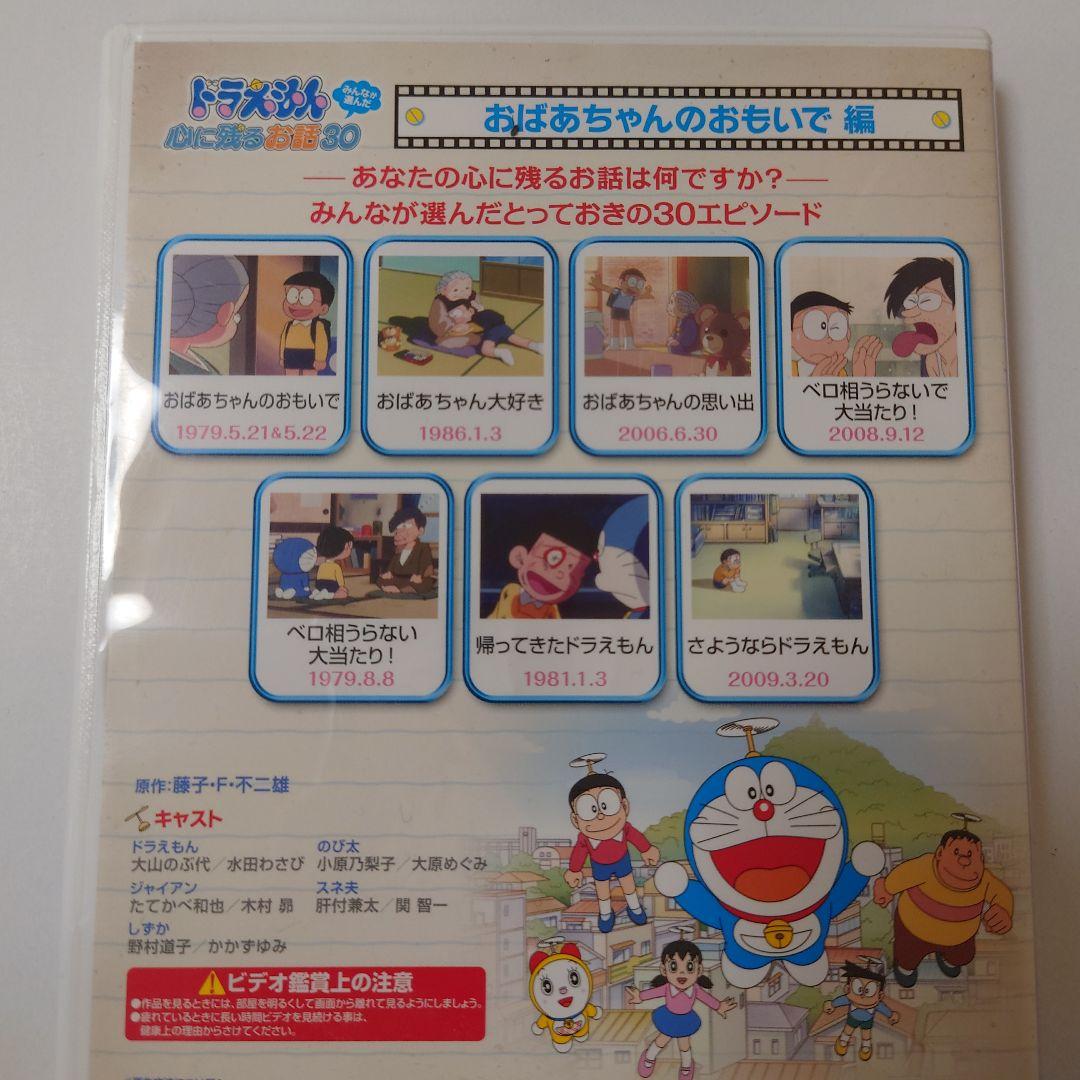 ドラえもん
みんなが
選んだ
心に残るお話30
おばあちゃんのおもいで 編
あなたの心に残るお話は何ですか?
みんなが選んだとっておきの30エピソード
おばあちゃんのおもいで
1979.5.21&5.22
おばあちゃん大好き
1986.1.3
おばあちゃんの思い出
2006.6.30
ベロ相うらないで
大当たり!
2008.9.12
ベロ相うらない
大当たり!
1979.8.8
帰ってきたドラえもん
1981.1.3
さようならドラえもん
2009.3.20
原作:藤子・F・不二雄
キャスト
ドラえもん
大山のぶ代/水田わさび
のび太
小原乃梨子/大原めぐみ
ジャイアン
たてかべ和也/木村 昴
スネ夫
肝付兼太/関 智一
しずか
野村道子/かかずゆみ
ビデオ鑑賞上の注意
●作品を見るときには、部屋を明るくして画面から離れて見るようにしましょう。
●疲れているときに長い時間ビデオを見続ける事は、
健康上の理由からさけてください。